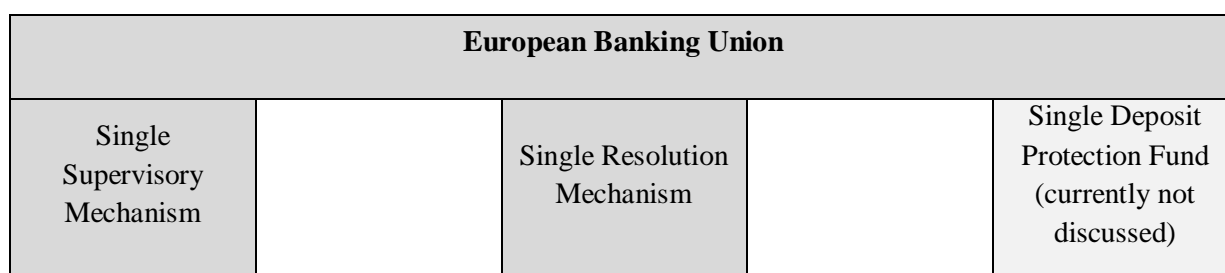 European Banking Union
Single
Supervisory
Mechanism
Single Resolution
Mechanism
Single Deposit
Protection Fund
(currently not
discussed)